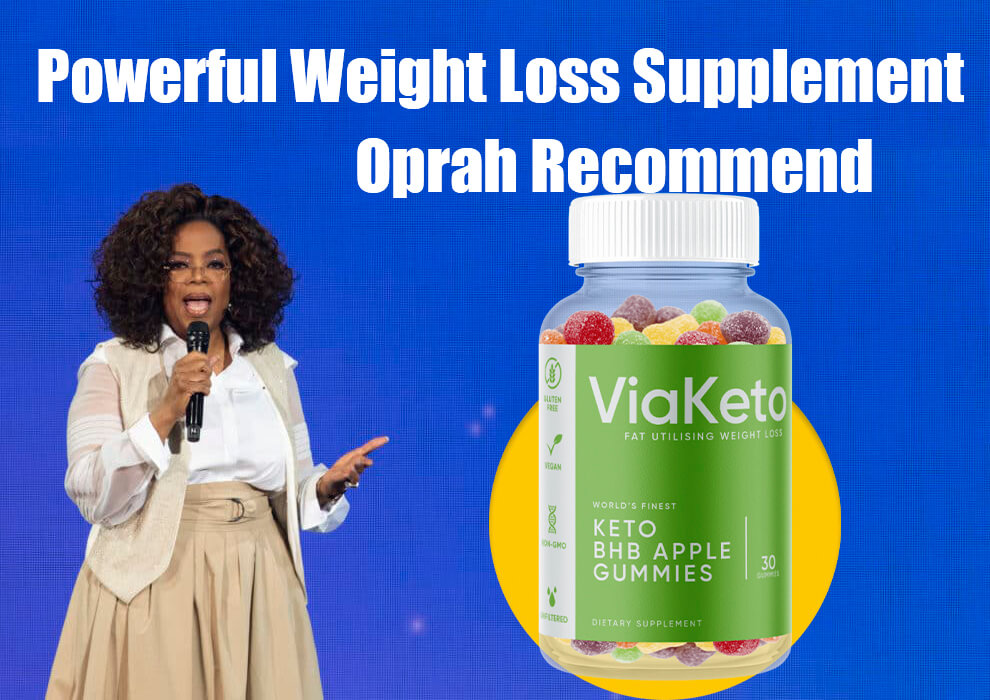 Powerful Weight Loss Supplement
Oprah Recommend
GLUTEN
FREE
VEGAN
NON-GMO
UNFILTERED
ViaKeto
FAT UTILISING WEIGHT LOSS
WORLD'S FINEST
KETO
BHB APPLE
GUMMIES
30
GUMMIES
DIETARY SUPPLEMENT